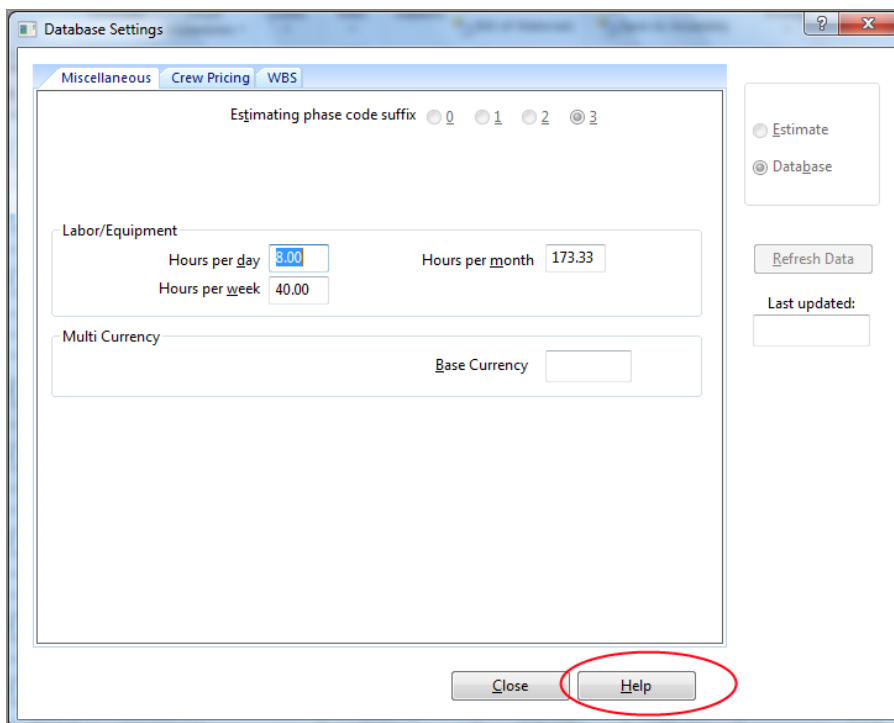 Database Settings
Miscellaneous Crew Pricing WBS
Estimating phase code suffix 0 1 2 3
Estimate
Database
Labor/Equipment
Hours per day 8.00 Hours per month 173.33
Hours per week 40.00
Refresh Data
Last updated:
Multi Currency
Base Currency
Close Help